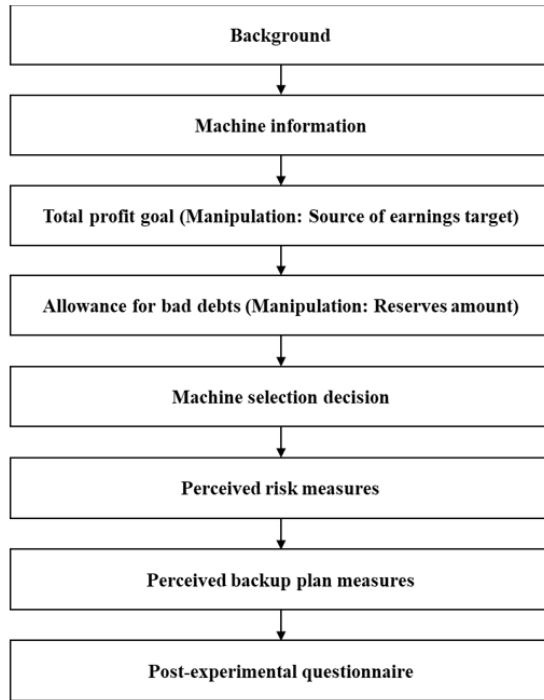 Background
Machine information
Total profit goal (Manipulation: Source of earnings target)
Allowance for bad debts (Manipulation: Reserves amount)
Machine selection decision
Perceived risk measures
Perceived backup plan measures
Post-experimental questionnaire